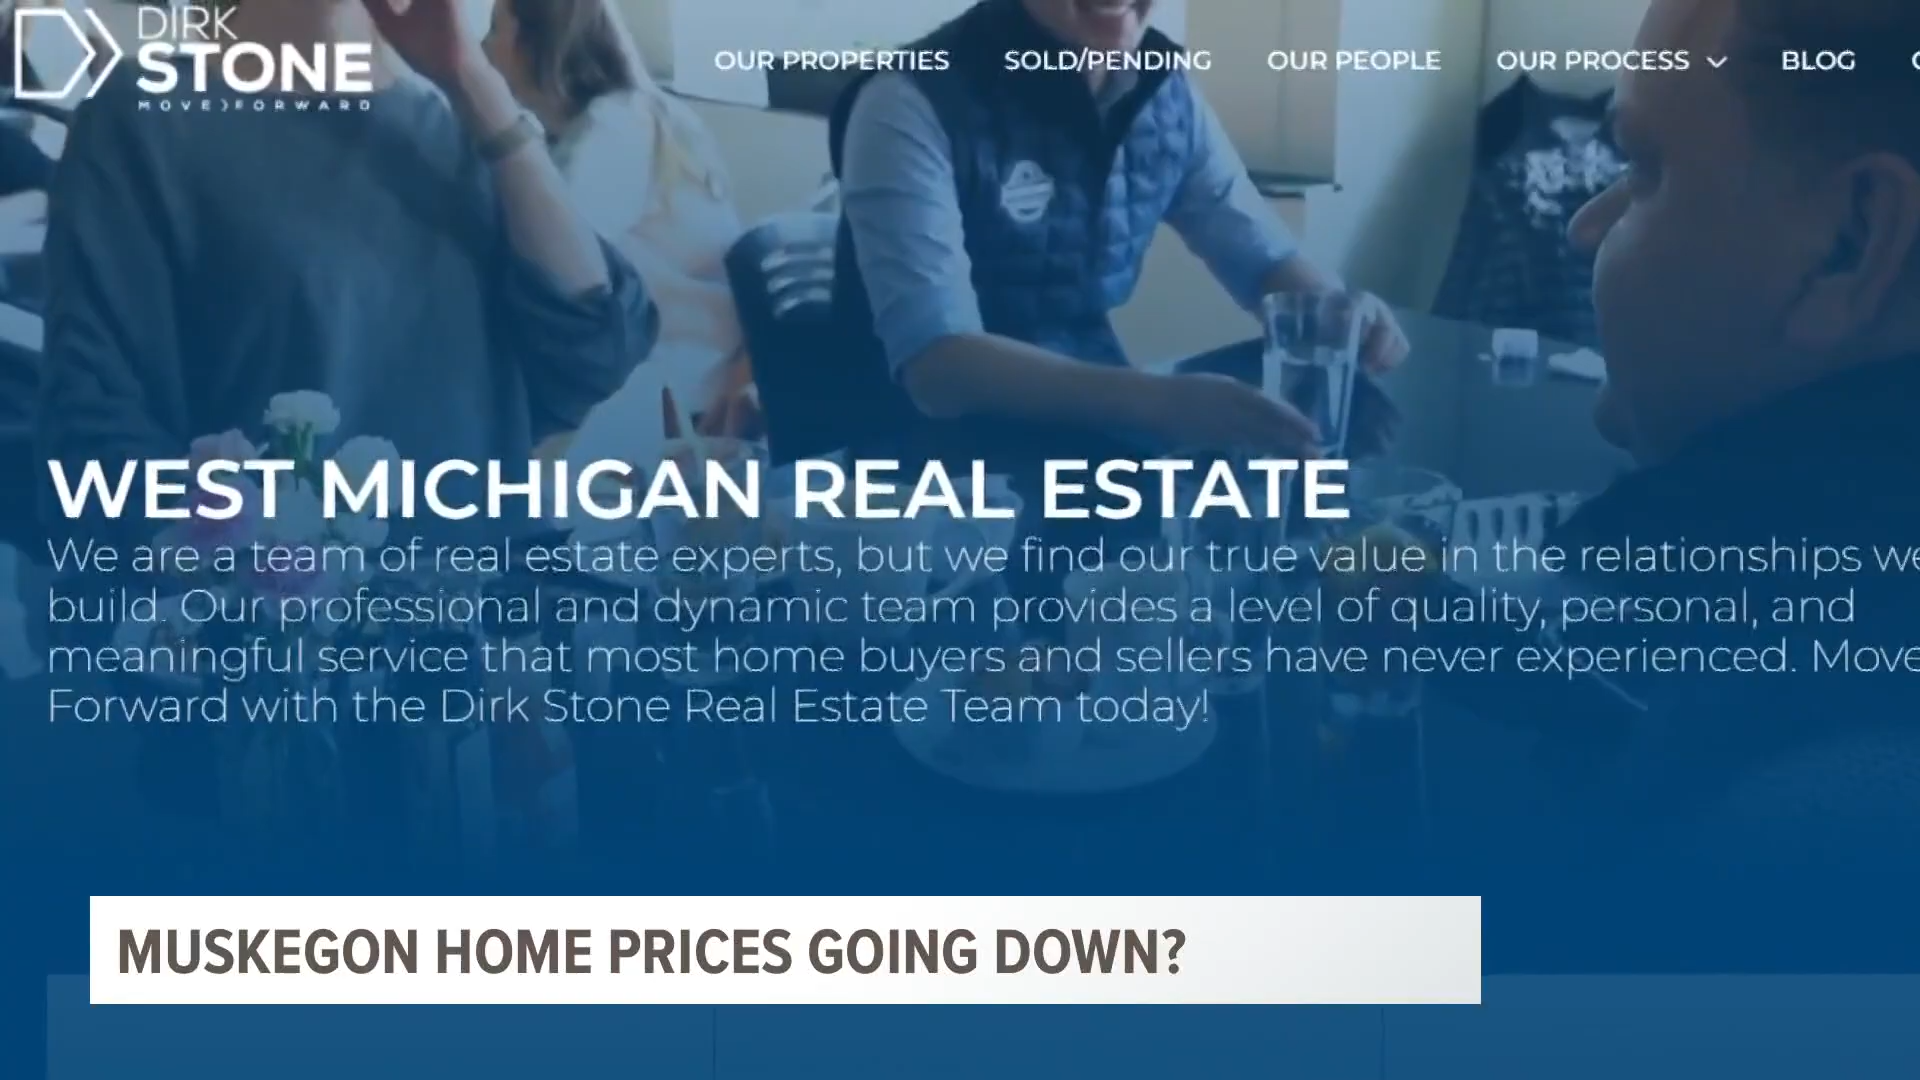 DIRK
STONE
MOVE〉FORWARD
OUR PROPERTIES SOLD/PENDING OUR PEOPLE OUR PROCESS BLOG
WEST MICHIGAN REAL ESTATE
We are a team of real estate experts, but we find our true value in the relationships we
build. Our professional and dynamic team provides a level of quality, personal, and
meaningful service that most home buyers and sellers have never experienced. Move
Forward with the Dirk Stone Real Estate Team today!
MUSKEGON HOME PRICES GOING DOWN?